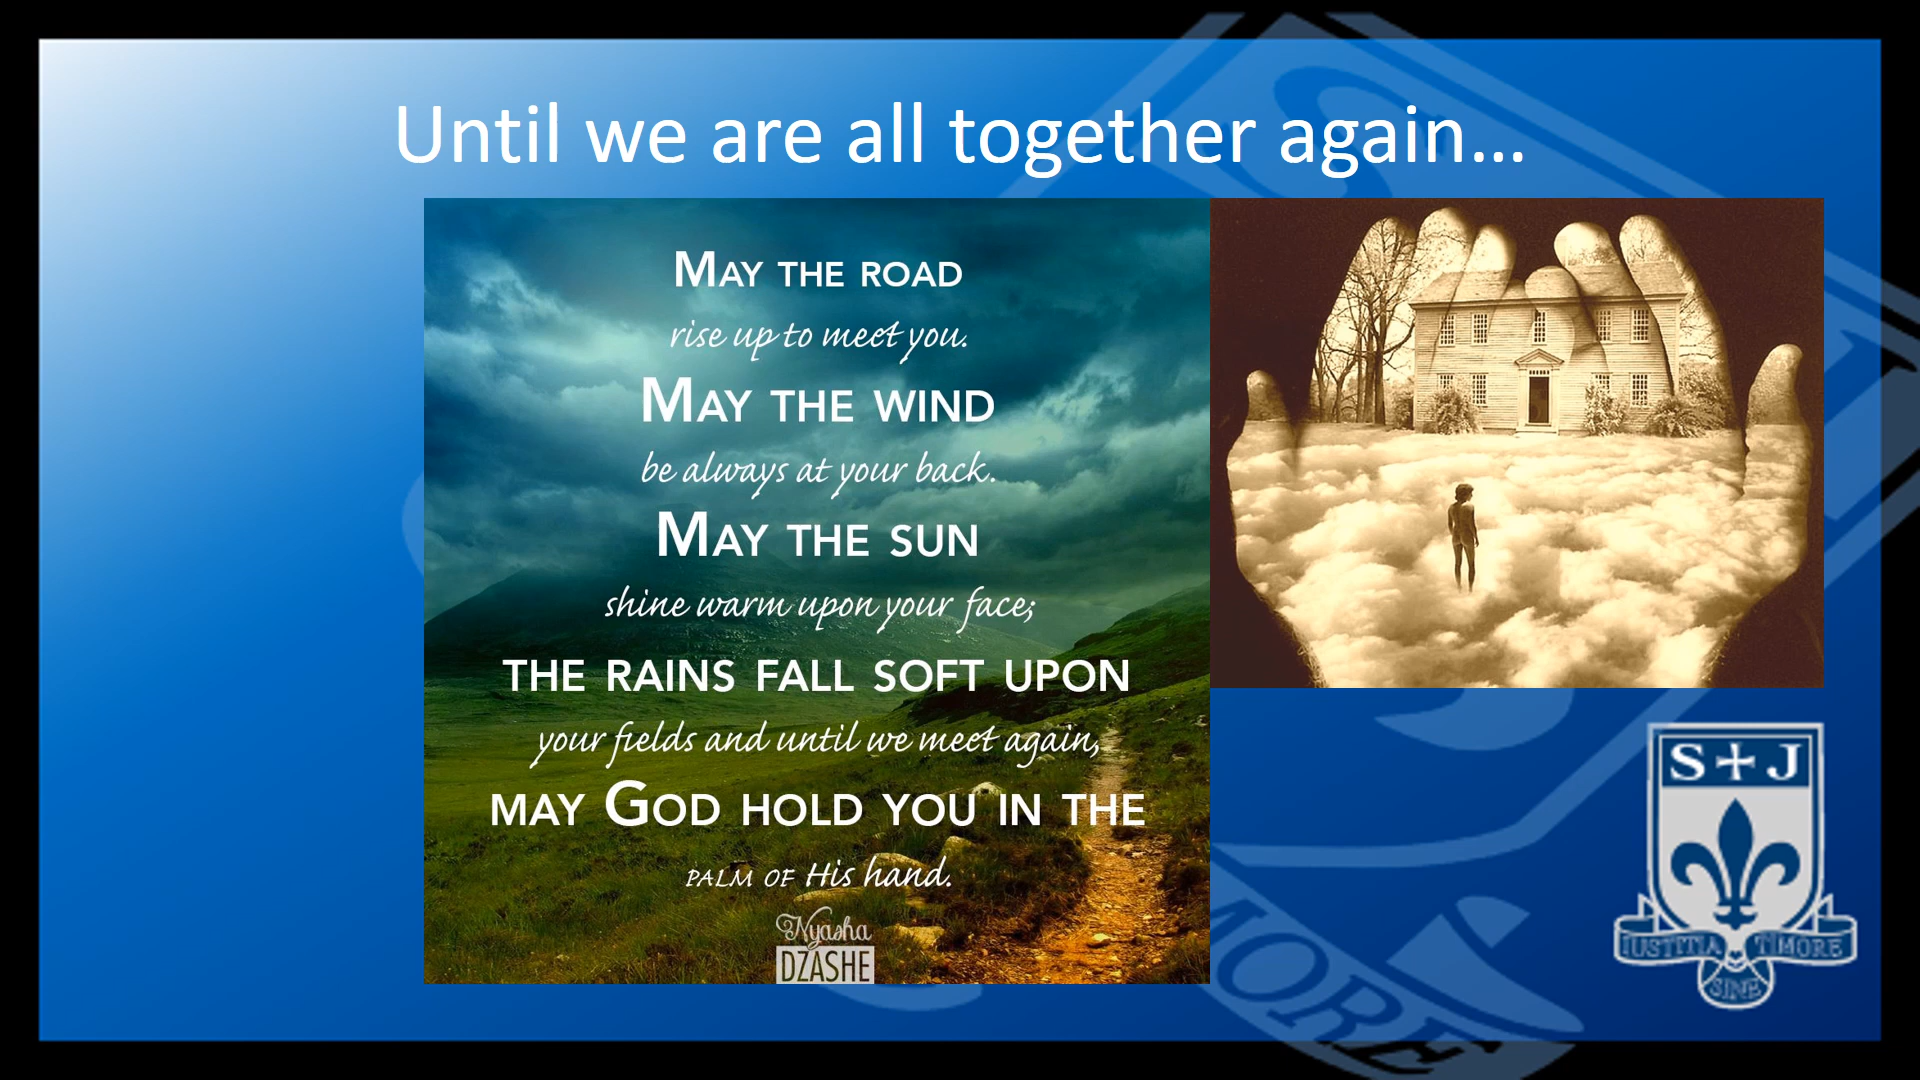 Until we are all together again...
MAY THE ROAD
rise up to meet you.
MAY THE WIND
be always at your back.
MAY THE SUN
shine warm upon your face;
THE RAINS FALL SOFT UPON
your fields and until we meet again,
MAY GOD HOLD YOU IN THE
PALM OF His hand.
Nyasha
DZASHE
S J
IUSTITIA TIMORE
SINE
MORE